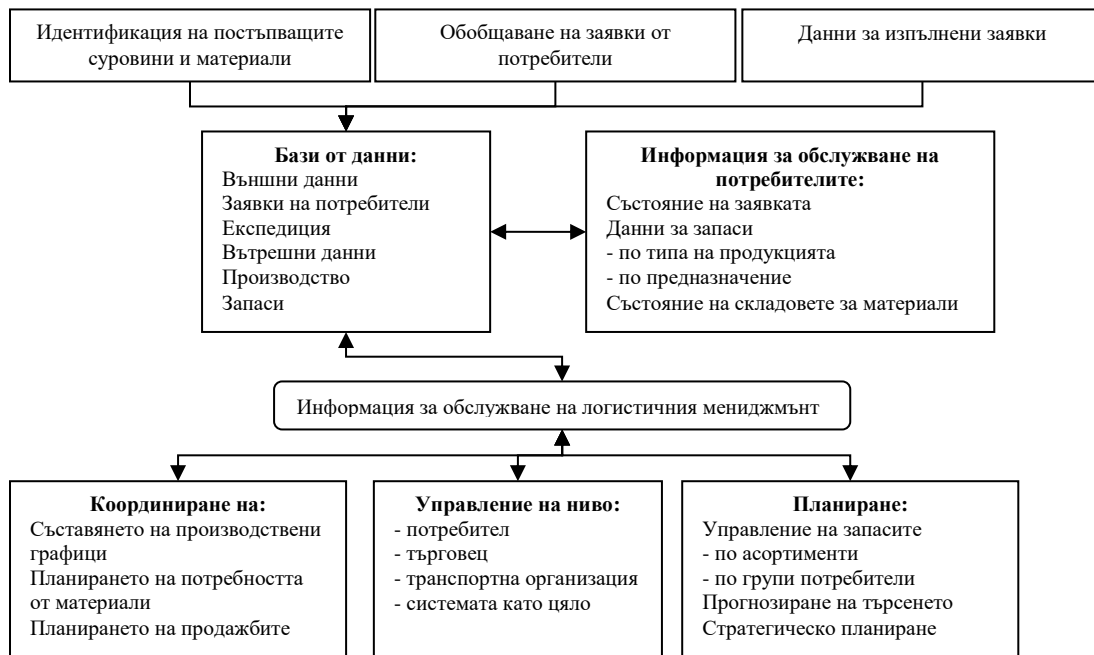 Идентификация на постъпващите
суровини и материали
Обобщаване на заявки от
потребители
Данни за изпълнени заявки
Бази от данни:
Външни данни
Заявки на потребители
Експедиция
Вътрешни данни
Производство
Запаси
Информация за обслужване на
потребителите:
Състояние на заявката
Данни за запаси
- по типа на продукцията
- по предназначение
Състояние на складовете за материали
Информация за обслужване на логистичния мениджмънт
Координиране на:
Съставянето на производствени
графици
Планирането на потребността
от материали
Планирането на продажбите
Управление на ниво:
- потребител
- търговец
- транспортна организация
- системата като цяло
Планиране:
Управление на запасите
- по асортименти
- по групи потребители
Прогнозиране на търсенето
Стратегическо планиране